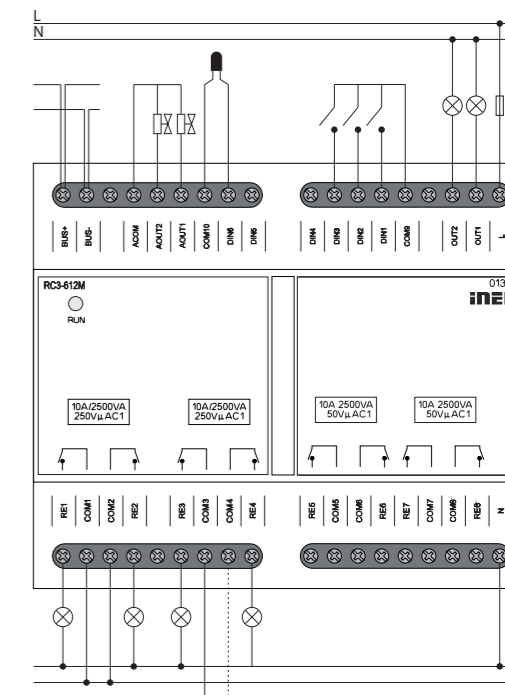 L
N
BUS+
BUS-
ACOM
AOUT2
AOUT1
COM10
DIN6
DIN5
DIN4
DIN3
DIN2
DIN1
COM9
OUT2
OUT1
L
RC3-612M
RUN
013
inE
10A/2500VA
250VµAC1
10A/2500VA
250VµAC1
10A 2500VA
50VµAC1
10A 2500VA
50VµAC1
RE1
COM1
COM2
RE2
RE3
COM3
COM4
RE4
RE5
COM5
COM6
RE6
RE7
COM7
COM8
RE8
N